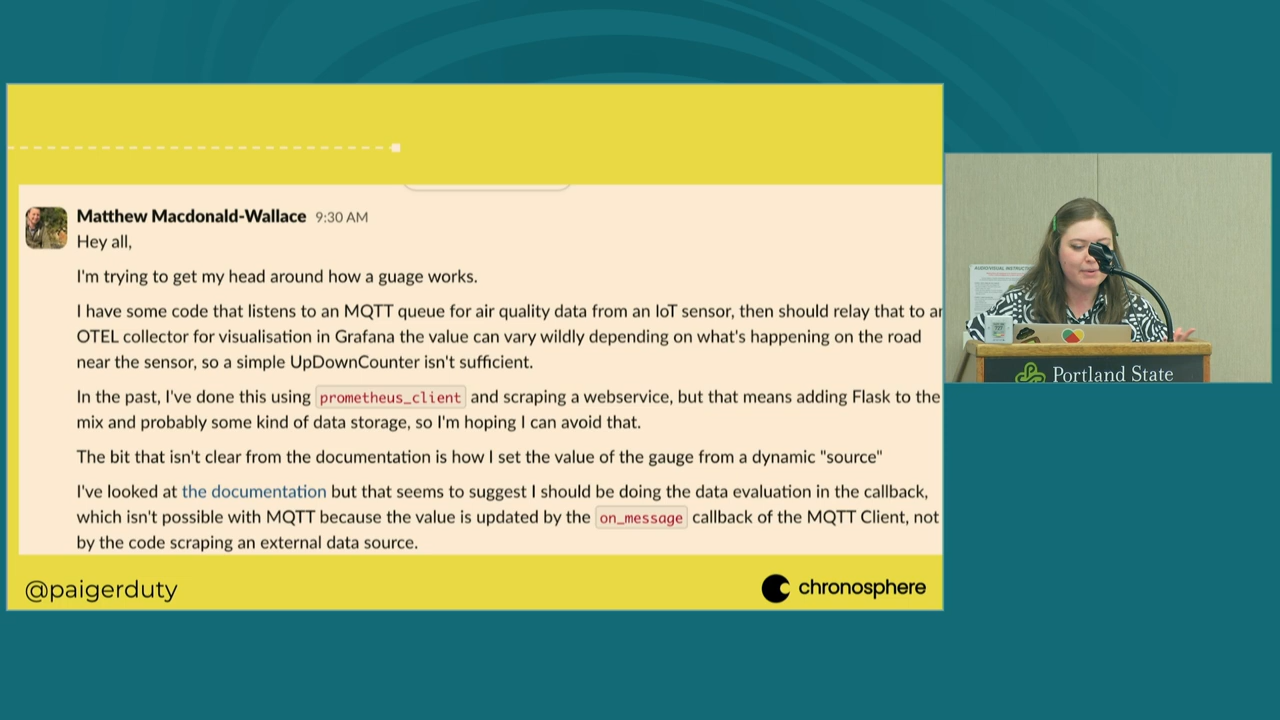 Matthew Macdonald-Wallace 9:30 AM
Hey all,
I'm trying to get my head around how a guage works.
I have some code that listens to an MQTT queue for air quality data from an IoT sensor, then should relay that to an
OTEL collector for visualisation in Grafana the value can vary wildly depending on what's happening on the road
near the sensor, so a simple UpDownCounter isn't sufficient.
In the past, I've done this using prometheus_client and scraping a webservice, but that means adding Flask to the
mix and probably some kind of data storage, so I'm hoping I can avoid that.
The bit that isn't clear from the documentation is how I set the value of the gauge from a dynamic "source"
I've looked at the documentation but that seems to suggest I should be doing the data evaluation in the callback,
which isn't possible with MQTT because the value is updated by the on_message callback of the MQTT Client, not
by the code scraping an external data source.
@paigerduty
chronosphere
Portland State